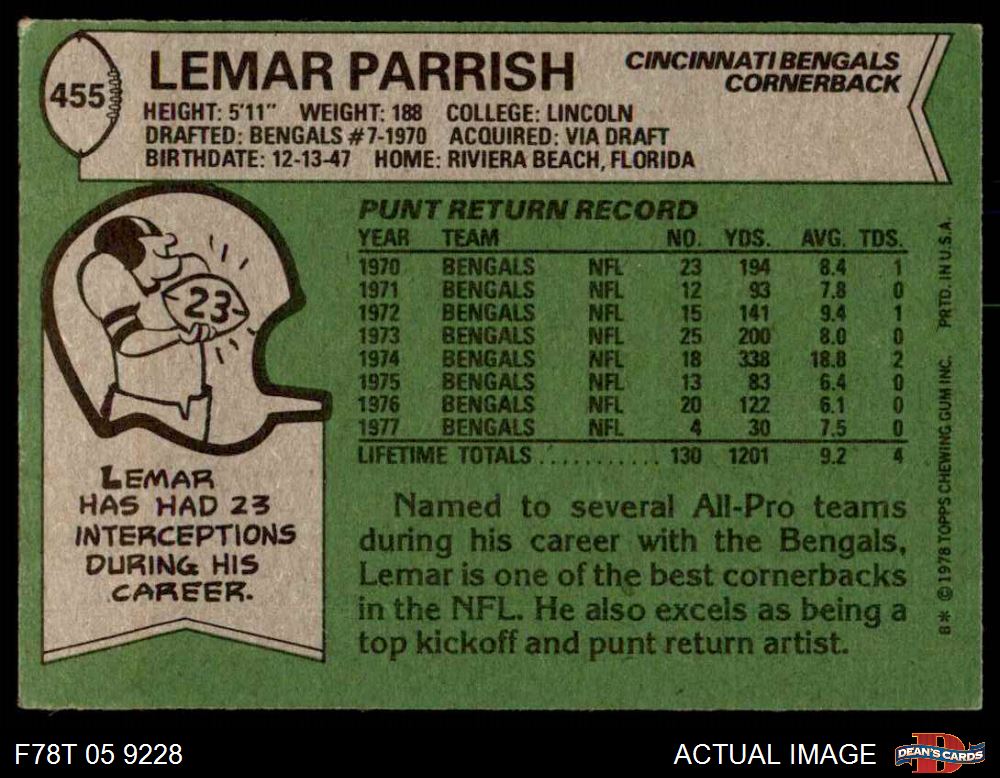 455
LEMAR PARRISH
CINCINNATI BENGALS
CORNERBACK
HEIGHT: 5'11" WEIGHT: 188 COLLEGE: LINCOLN
DRAFTED: BENGALS #7-1970 ACQUIRED: VIA DRAFT
BIRTHDATE: 12-13-47 HOME: RIVIERA BEACH, FLORIDA
23
LEMAR
HAS HAD 23
INTERCEPTIONS
DURING HIS
CAREER.
PUNT RETURN RECORD
YEAR TEAM NO. YDS. AVG. TDS.
1970 BENGALS NFL 23 194 8.4 1
1971 BENGALS NFL 12 93 7.8 0
1972 BENGALS NFL 15 141 9.4 1
1973 BENGALS NFL 25 200 8.0 0
1974 BENGALS NFL 18 338 18.8 2
1975 BENGALS NFL 13 83 6.4 0
1976 BENGALS NFL 20 122 6.1 0
1977 BENGALS NFL 4 30 7.5 0
LIFETIME TOTALS............ 130 1201 9.2 4
Named to several All-Pro teams
during his career with the Bengals,
Lemar is one of the best cornerbacks
in the NFL. He also excels as being a
top kickoff and punt return artist.
B* © 1978 TOPPS CHEWING GUM INC. PRTD. IN U.S.A.
F78T 05 9228
ACTUAL IMAGE
DEAN'S CARDS